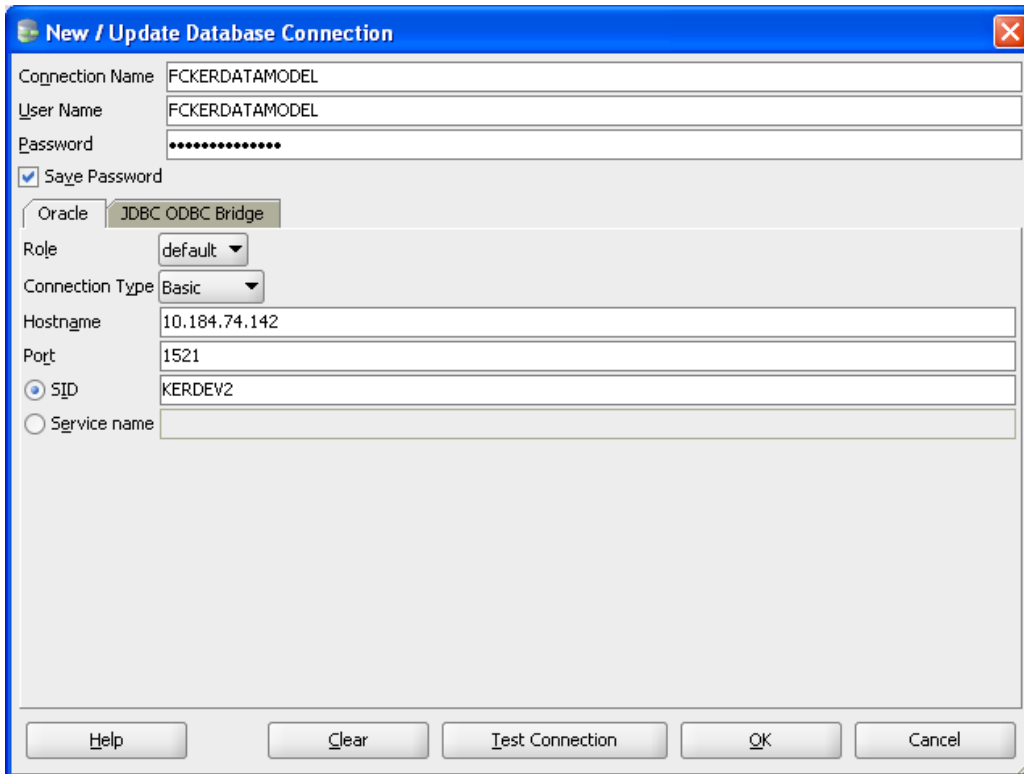 New / Update Database Connection
Connection Name FCKERDATAMODEL
User Name FCKERDATAMODEL
Password ••••••••••••••
Save Password
Oracle JDBC ODBC Bridge
Role default
Connection Type Basic
Hostname 10.184.74.142
Port 1521
SID KERDEV2
Service name
Help Clear Test Connection OK Cancel